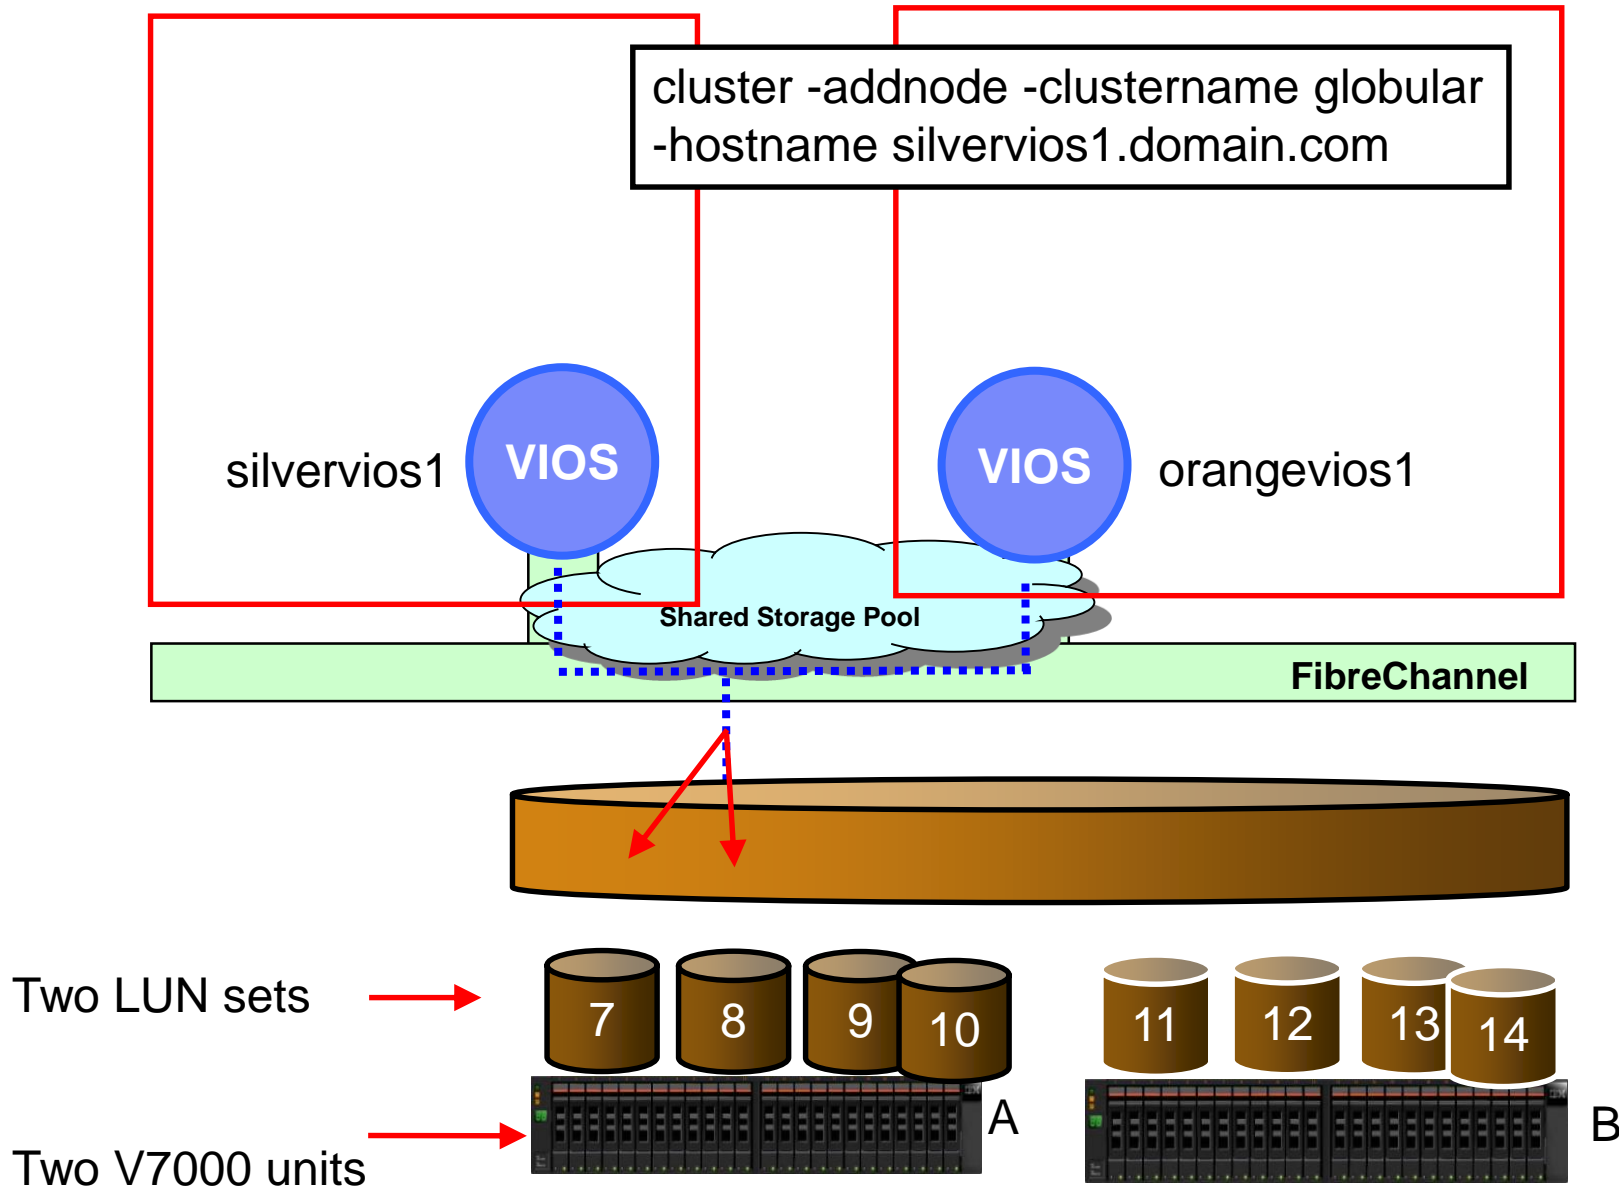 cluster -addnode -clustername globular
-hostname silvervios1.domain.com
silvervios1
VIOS
VIOS
orangevios1
Shared Storage Pool
FibreChannel
Two LUN sets
7
8
9
10
11
12
13
14
A
B
Two V7000 units